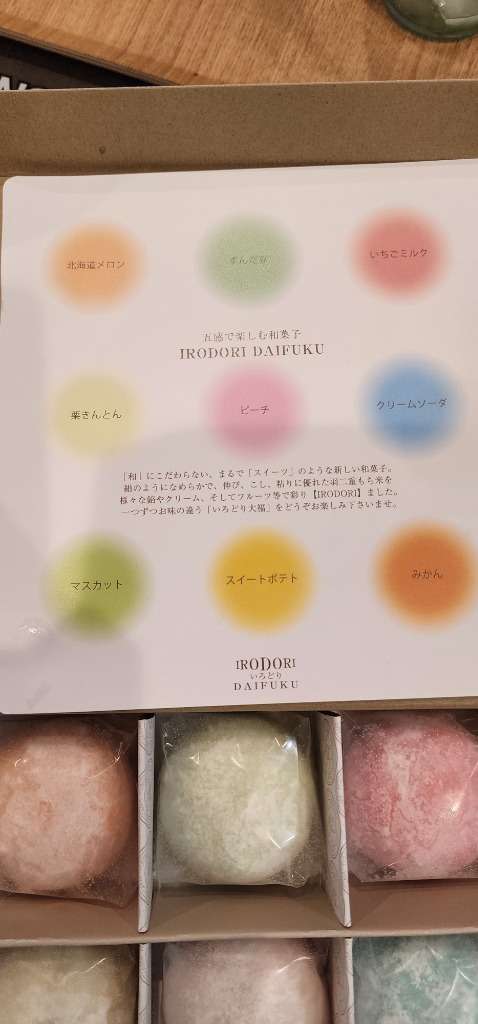 北海道メロン
ずんだ豆
いちごミルク
五感で楽しむ和菓子
IRODORI DAIFUKU
栗きんとん
ピーチ
クリームソーダ
「和」にこだわらない、まるで「スイーツ」のような新しい和菓子。
絹のようになめらかで、伸び、こし、粘りに優れた羽二重もち米を
様々な餡やクリーム、そしてフルーツ等で彩り【IRODORI】ました。
一つずつお味の違う「いろどり大福」をどうぞお楽しみ下さいませ。
マスカット
スイートポテト
みかん
IRODORI
いろどり
DAIFUKU